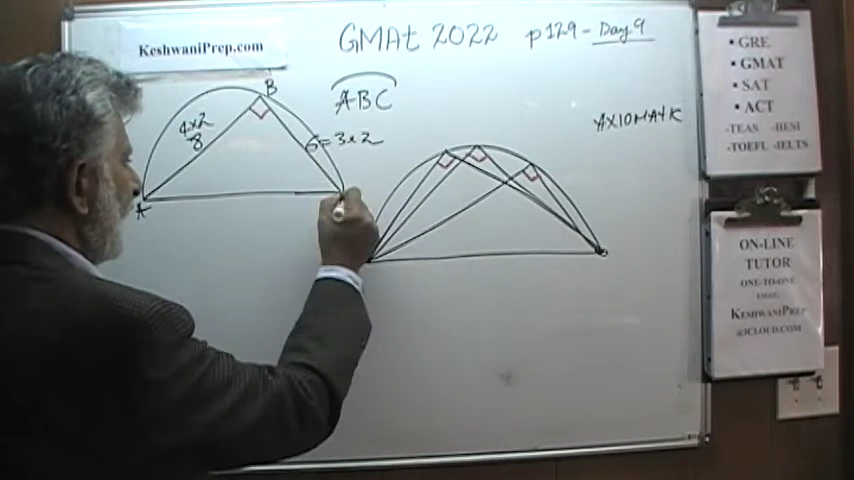 KeshwaniPrep.com
GMAt 2022 p129 - Day 9
ABC
B
4x2
8
6=3x2
A
AXIOMAtIC
• GRE
• GMAT
• SAT
• ACT
-TEAS -HESI
-TOEFL -IELTS
ON-LINE
TUTOR
ONE-TO-ONE
EMAIL
KESHWANIPREP
@ICLOUD.COM